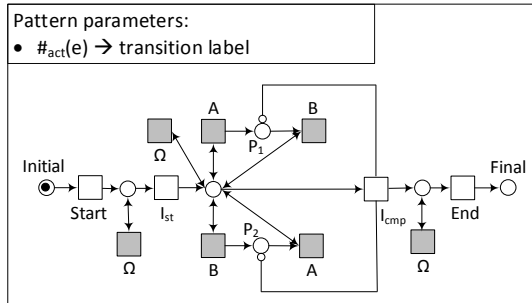 Pattern parameters:
• #act(e) → transition label
A
B
Ω
P1
Initial
Final
Start
Ist
Icmp
End
P2
Ω
B
A
Ω